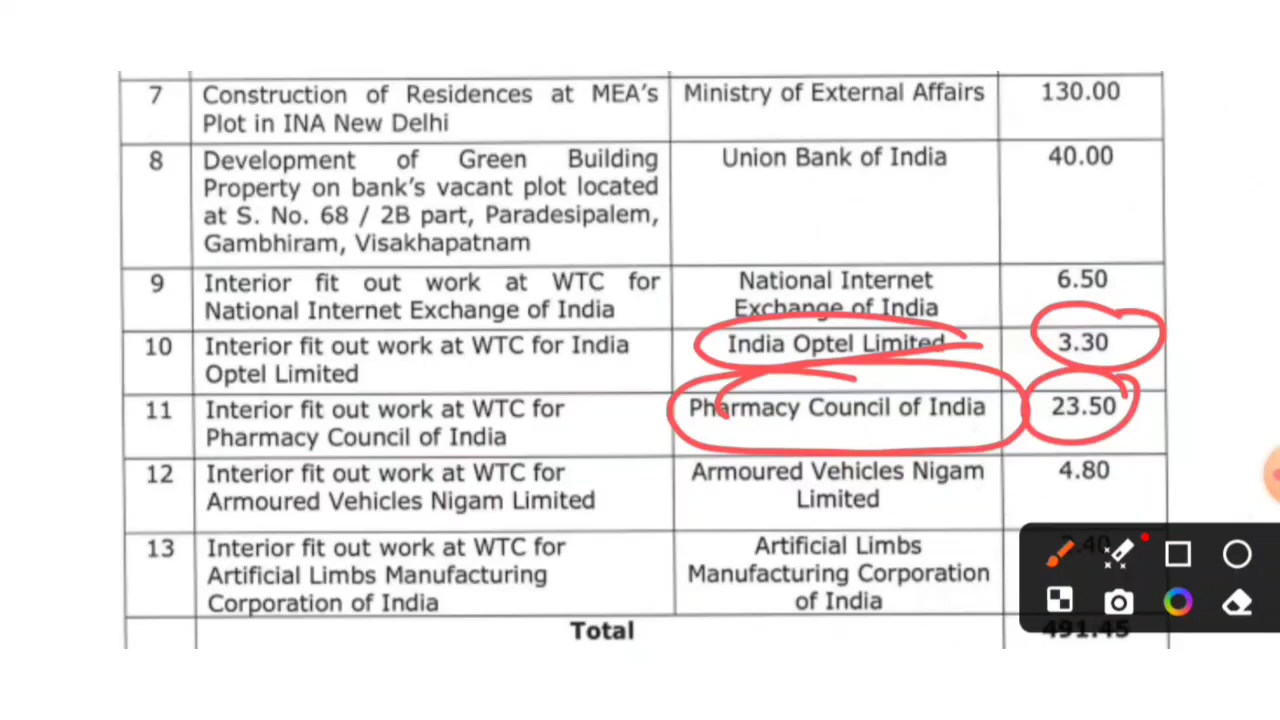 7 Construction of Residences at MEA's Ministry of External Affairs 130.00
Plot in INA New Delhi
8 Development of Green Building Union Bank of India 40.00
Property on bank's vacant plot located
at S. No. 68 / 2B part, Paradesipalem,
Gambhiram, Visakhapatnam
9 Interior fit out work at WTC for National Internet 6.50
National Internet Exchange of India Exchange of India
10 Interior fit out work at WTC for India India Optel Limited 3.30
Optel Limited
11 Interior fit out work at WTC for Pharmacy Council of India 23.50
Pharmacy Council of India
12 Interior fit out work at WTC for Armoured Vehicles Nigam 4.80
Armoured Vehicles Nigam Limited Limited
13 Interior fit out work at WTC for Artificial Limbs
Artificial Limbs Manufacturing Manufacturing Corporation
Corporation of India of India
Total 491.45